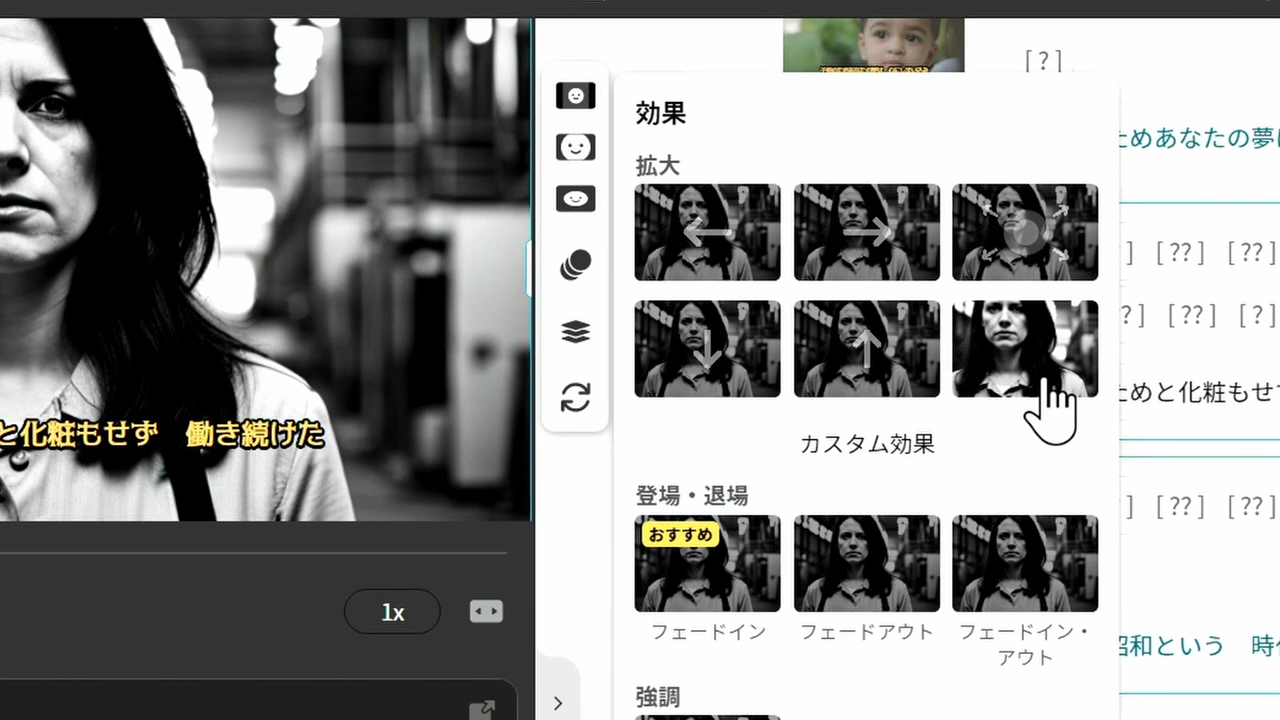 と化粧もせず　働き続けた
1x
効果
拡大
カスタム効果
登場・退場
おすすめ
フェードイン
フェードアウト
フェードイン・
アウト
強調
[?]
ためあなたの夢
] [??] [??]
?] [??] [?]
ためと化粧もせ
] [??] [??]
昭和という　時